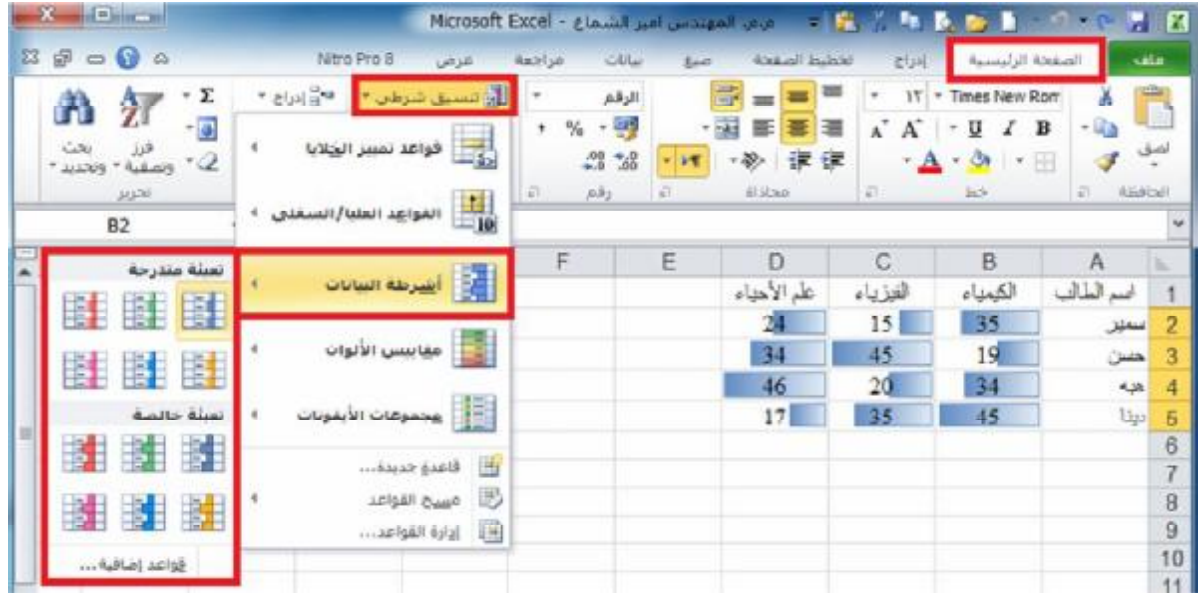 م.م. المهندس امير الشماع - Microsoft Excel
ملف الصفحة الرئيسية إدراج تخطيط الصفحة صيغ بيانات مراجعة عرض Nitro Pro 8
لصق
Times New Rom ١٢
B I U
A A A
الرقم
%
تنسيق شرطي
إدراج
Σ
فرز وتصفية
بحث وتحديد
الحافظة خط محاذاة رقم تحرير
B2
قواعد تمييز الخلايا
القواعد العليا/السفلى
أشرطة البيانات
مقاييس الألوان
مجموعات الأيقونات
قاعدة جديدة...
مسح القواعد
إدارة القواعد...
تعبئة متدرجة
تعبئة خالصة
قواعد إضافية...
A B C D E F
1 اسم الطالب الكيمياء الفيزياء علم الأحياء
2 سمير 35 15 24
3 حسن 19 45 34
4 هبه 34 20 46
5 دينا 45 35 17
6
7
8
9
10
11